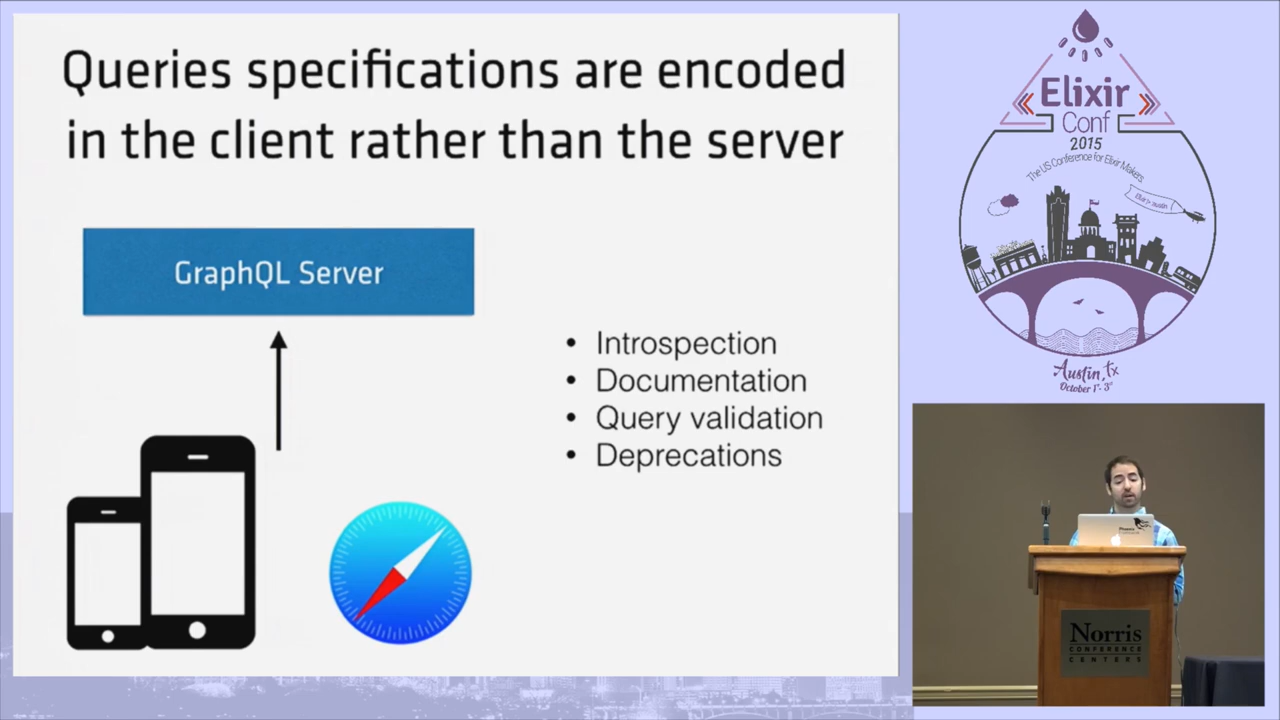 Queries specifications are encoded
in the client rather than the server
GraphQL Server
• Introspection
• Documentation
• Query validation
• Deprecations
Elixir
Conf
2015
The US Conference for Elixir Makers
Austin, TX
October 1st - 3rd
Norris
CONFERENCE
CENTERS